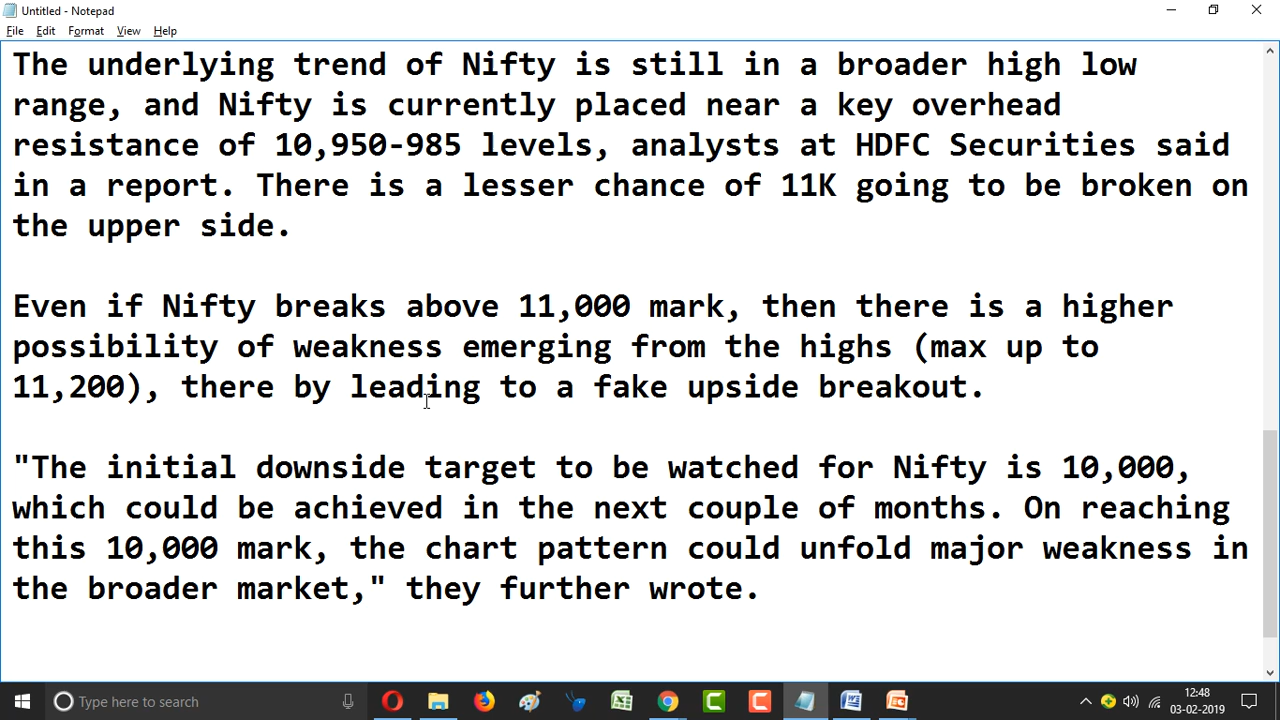 Untitled - Notepad
File Edit Format View Help
The underlying trend of Nifty is still in a broader high low
range, and Nifty is currently placed near a key overhead
resistance of 10,950-985 levels, analysts at HDFC Securities said
in a report. There is a lesser chance of 11K going to be broken on
the upper side.
Even if Nifty breaks above 11,000 mark, then there is a higher
possibility of weakness emerging from the highs (max up to
11,200), there by leading to a fake upside breakout.
"The initial downside target to be watched for Nifty is 10,000,
which could be achieved in the next couple of months. On reaching
this 10,000 mark, the chart pattern could unfold major weakness in
the broader market," they further wrote.
Type here to search
12:48
03-02-2019